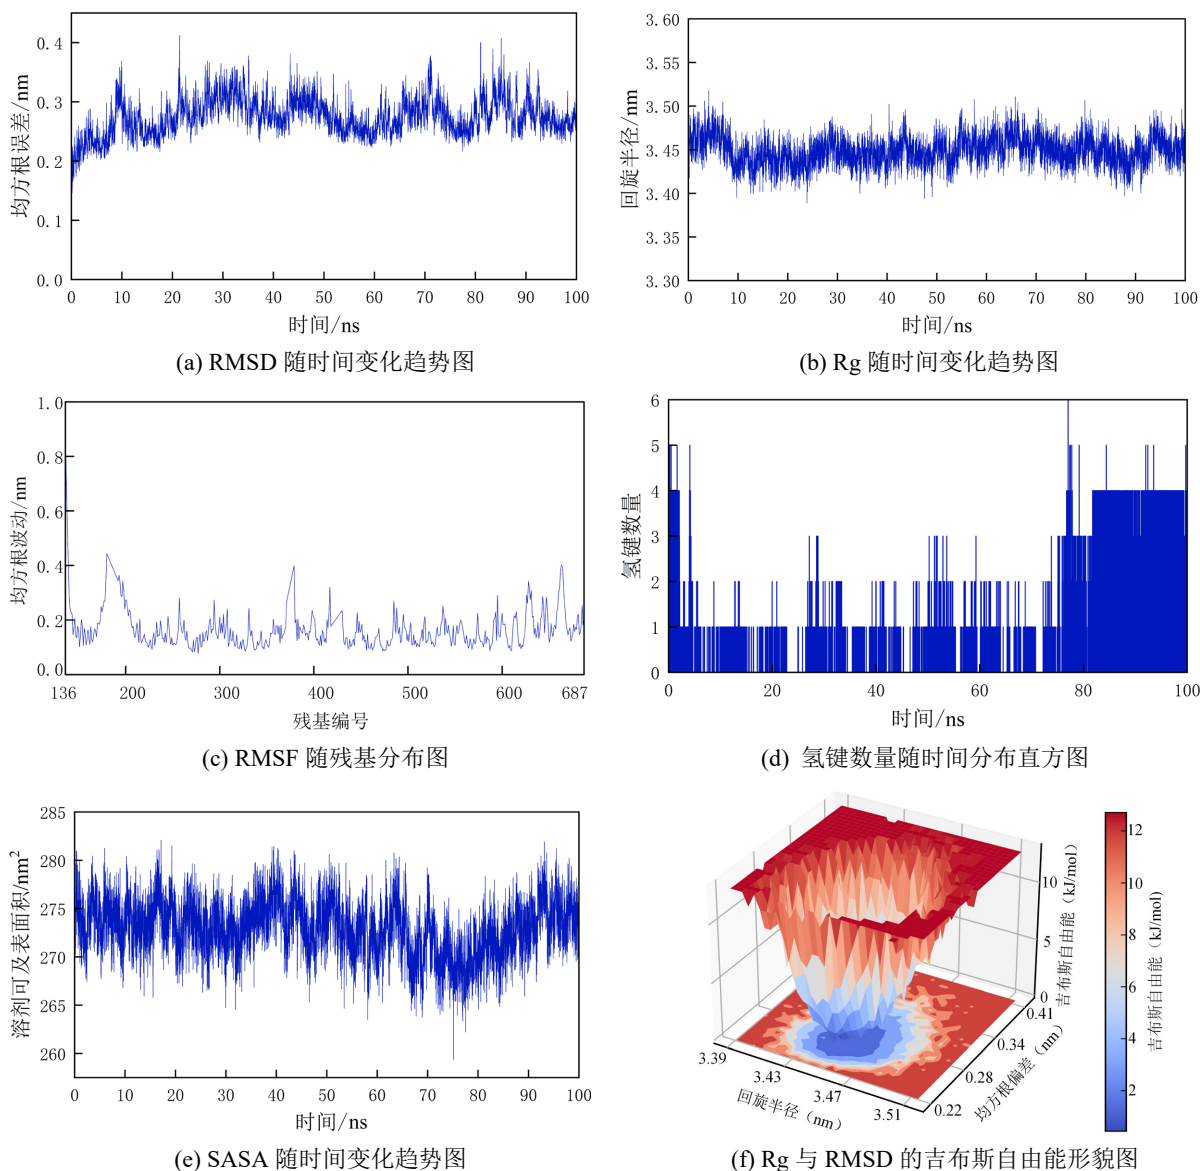 0.4
0.3
0.2
0.1
0.0
均方根误差/nm
0 10 20 30 40 50 60 70 80 90 100
时间/ns
(a) RMSD 随时间变化趋势图
3.60
3.55
3.50
3.45
3.40
3.35
3.30
回旋半径/nm
0 10 20 30 40 50 60 70 80 90 100
时间/ns
(b) Rg 随时间变化趋势图
1.0
0.8
0.6
0.4
0.2
0.0
均方根波动/nm
136 200 300 400 500 600 687
残基编号
(c) RMSF 随残基分布图
6
5
4
3
2
1
0
氢键数量
0 20 40 60 80 100
时间/ns
(d) 氢键数量随时间分布直方图
285
280
275
270
265
260
溶剂可及表面积/nm²
0 10 20 30 40 50 60 70 80 90 100
时间/ns
(e) SASA 随时间变化趋势图
10
5
0
吉布斯自由能（kJ/mol）
3.39
3.43
3.47
3.51
回旋半径（nm）
0.22
0.28
0.34
0.41
均方根偏差（nm）
12
10
8
6
4
2
吉布斯自由能（kJ/mol）
(f) Rg 与 RMSD 的吉布斯自由能形貌图